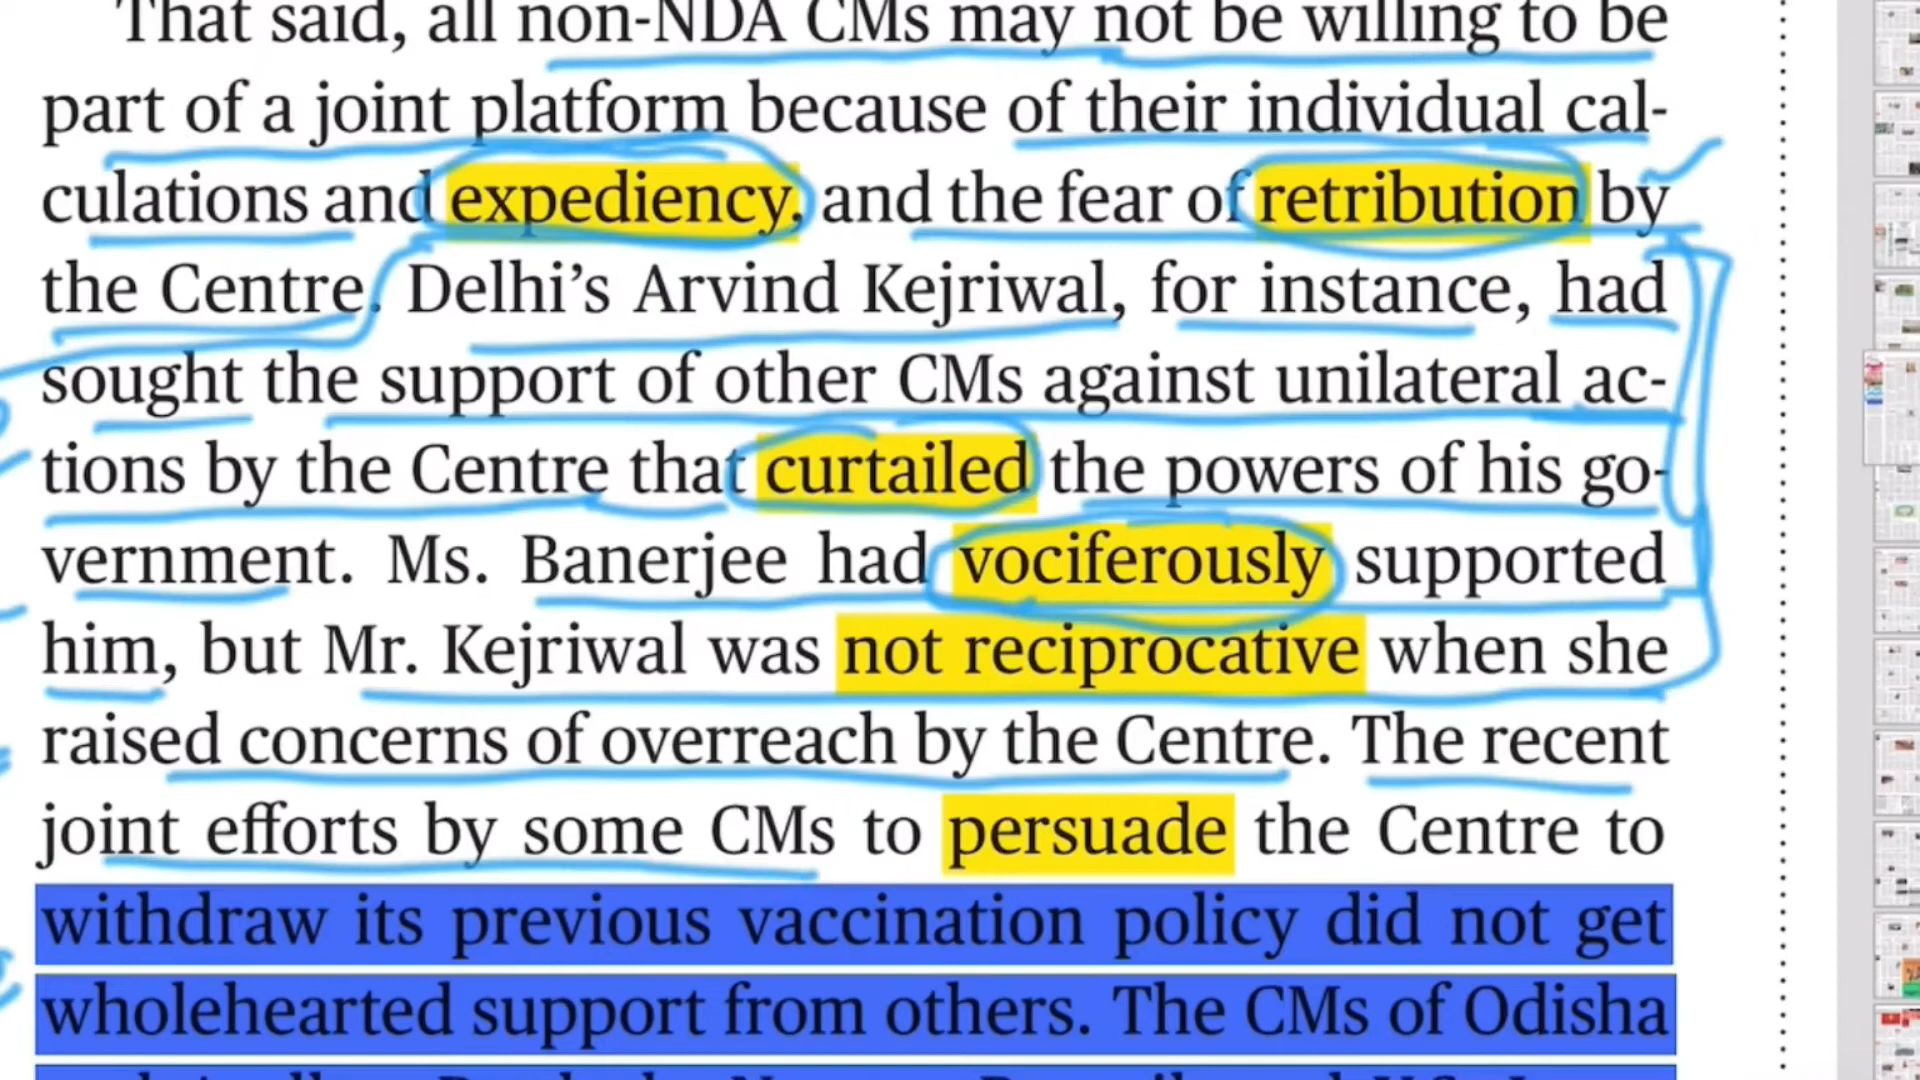 That said, all non-NDA CMs may not be willing to be
part of a joint platform because of their individual cal-
culations and expediency, and the fear of retribution by
the Centre. Delhi’s Arvind Kejriwal, for instance, had
sought the support of other CMs against unilateral ac-
tions by the Centre that curtailed the powers of his go-
vernment. Ms. Banerjee had vociferously supported
him, but Mr. Kejriwal was not reciprocative when she
raised concerns of overreach by the Centre. The recent
joint efforts by some CMs to persuade the Centre to
withdraw its previous vaccination policy did not get
wholehearted support from others. The CMs of Odisha